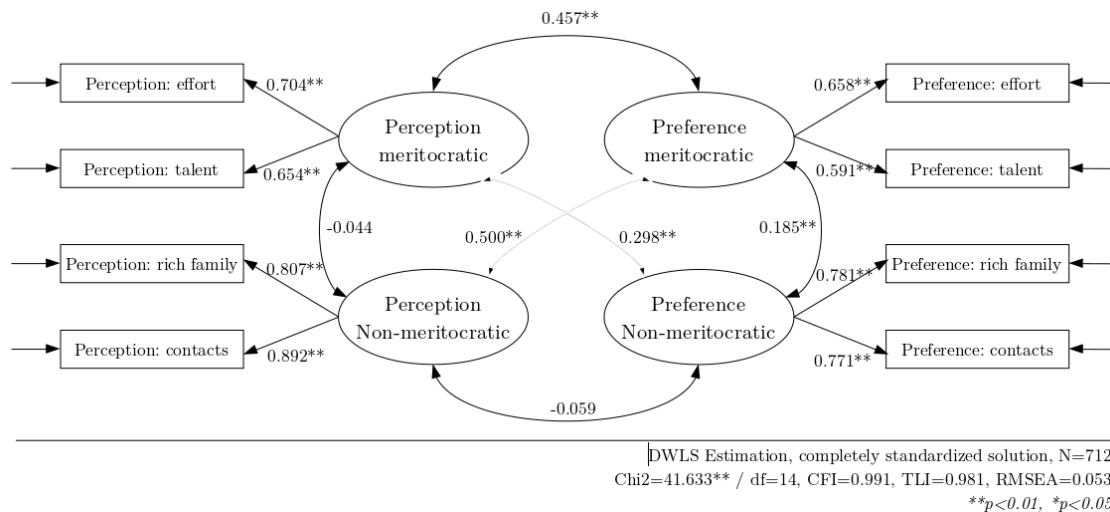 0.457**
Perception: effort
0.704**
Perception
meritocratic
Preference
meritocratic
0.658**
Preference: effort
Perception: talent
0.654**
0.591**
Preference: talent
-0.044
0.500**
0.298**
0.185**
Perception: rich family
0.807**
Perception
Non-meritocratic
Preference
Non-meritocratic
0.781**
Preference: rich family
Perception: contacts
0.892**
0.771**
Preference: contacts
-0.059
DWLS Estimation, completely standardized solution, N=712
Chi2=41.633** / df=14, CFI=0.991, TLI=0.981, RMSEA=0.053
**p<0.01, *p<0.05